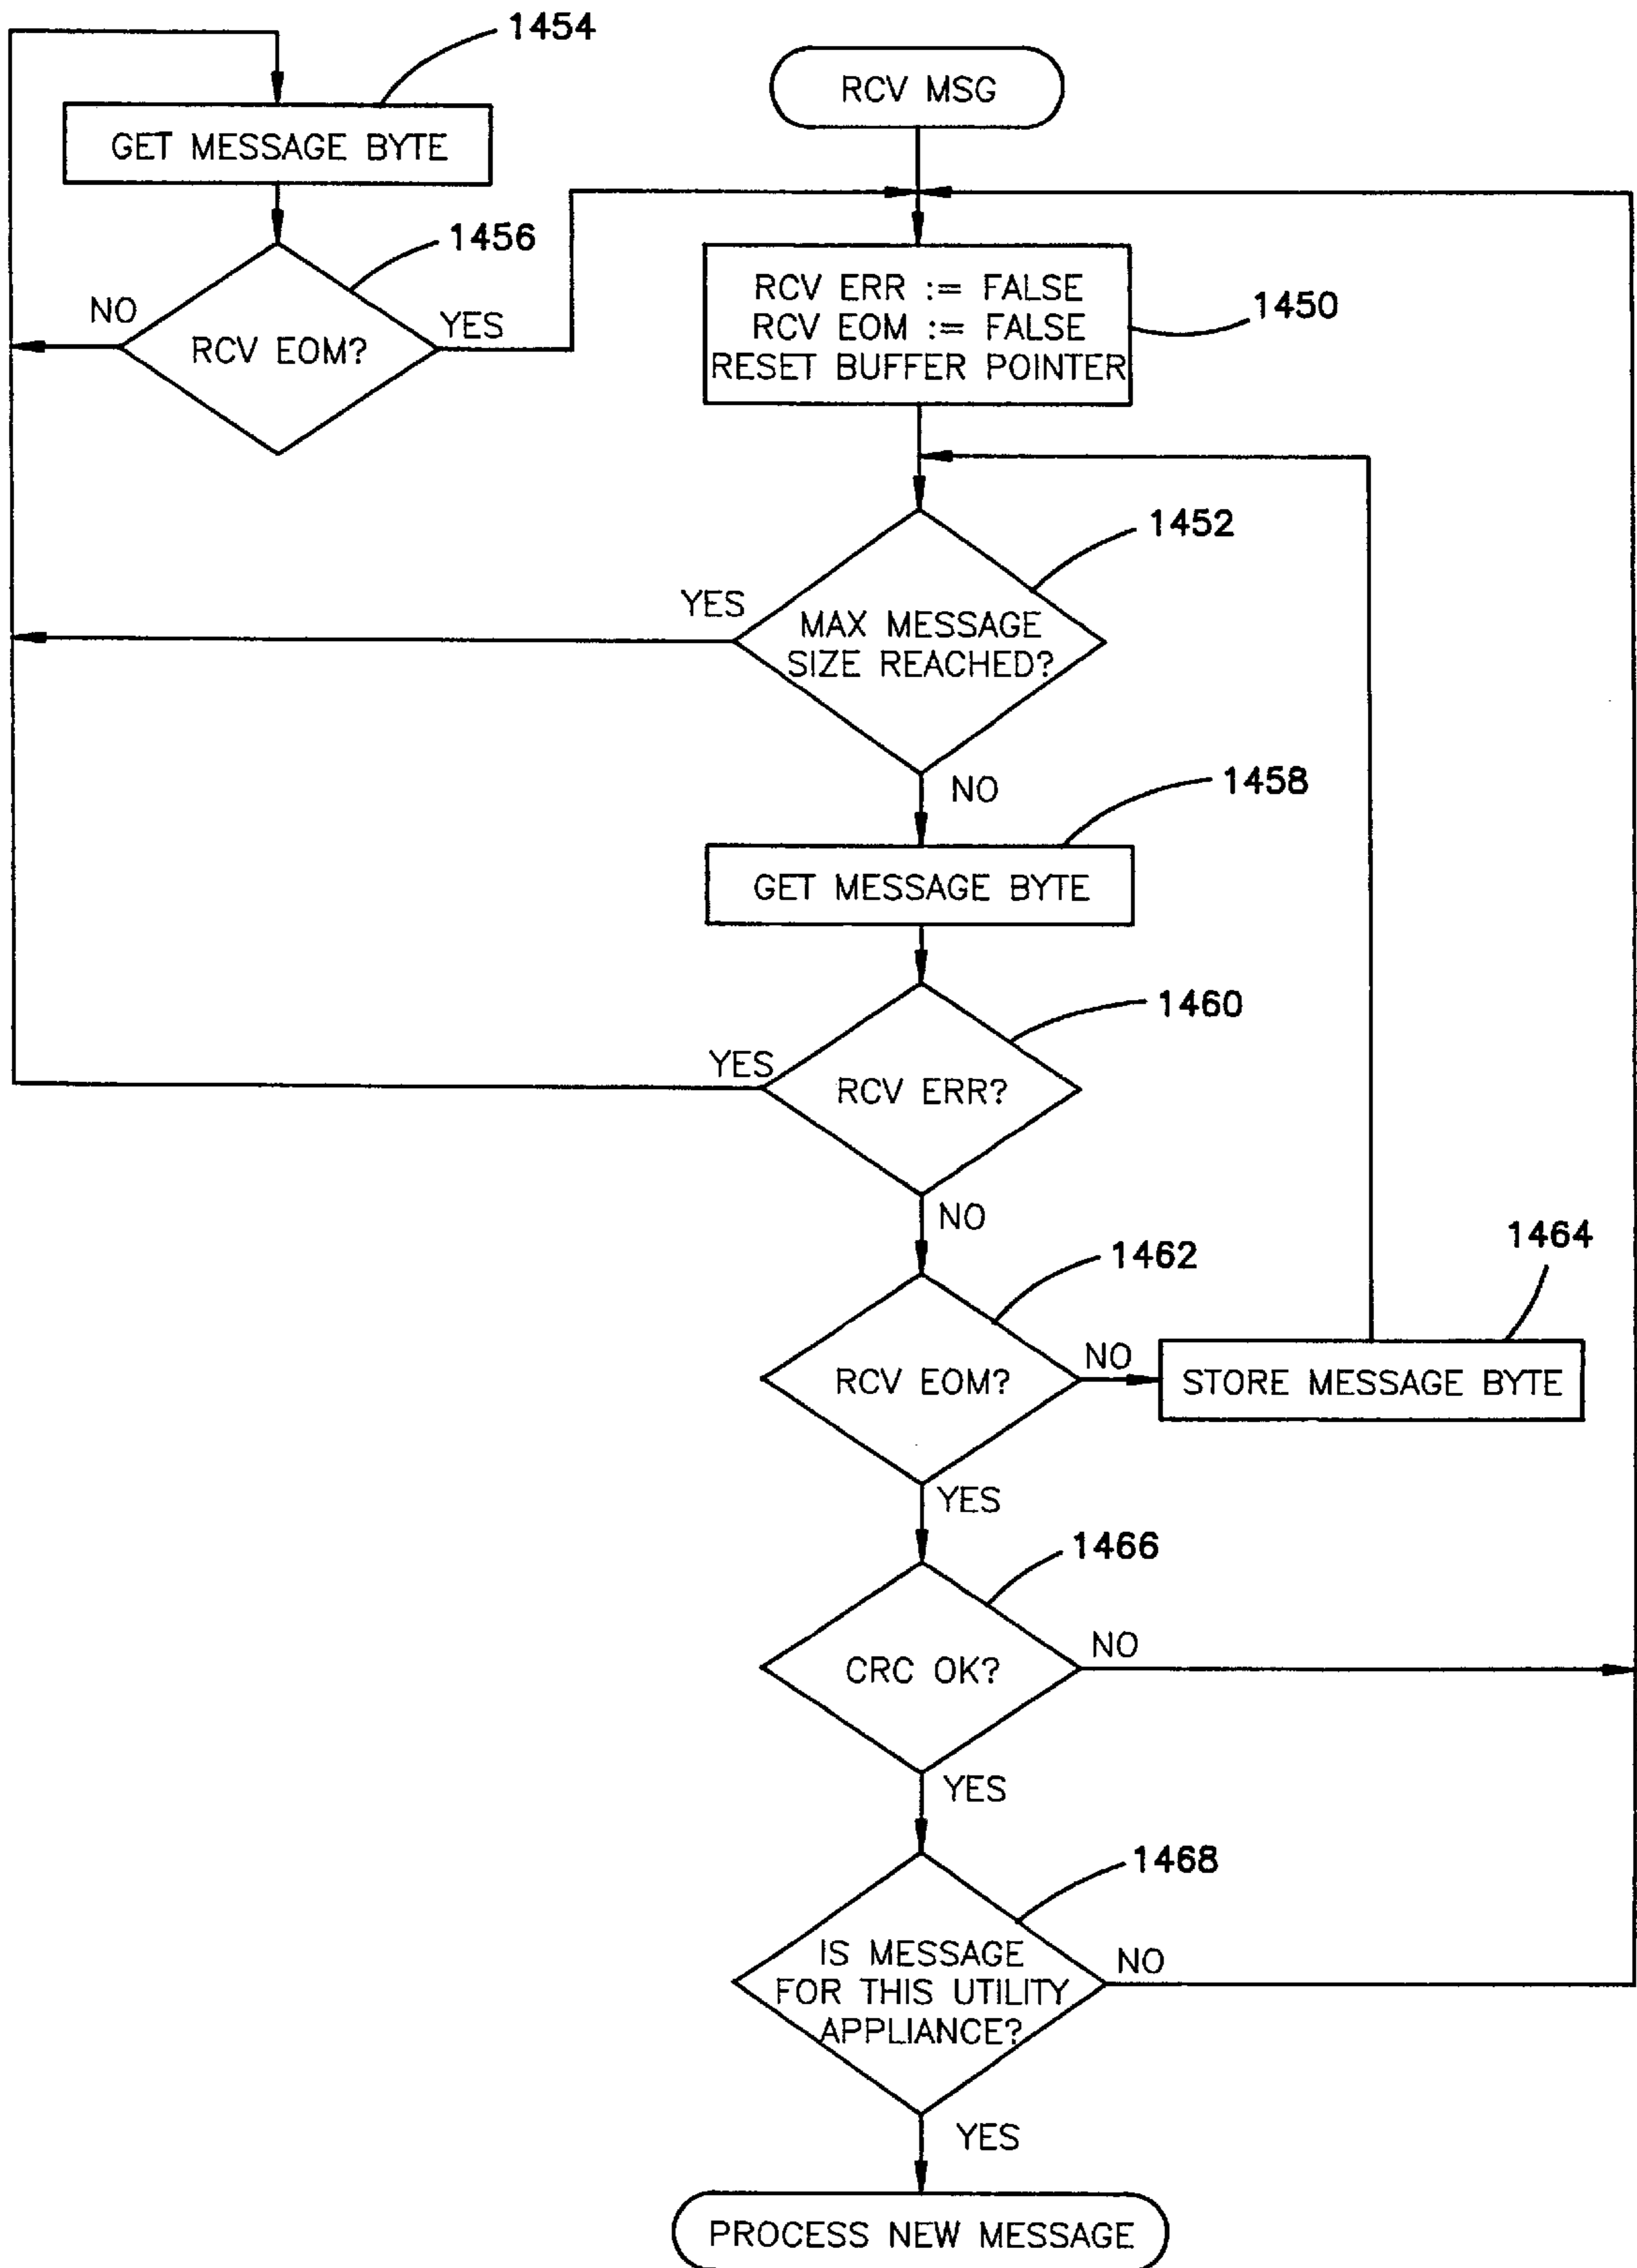 1454
RCV MSG
GET MESSAGE BYTE
1456
NO
RCV EOM?
YES
RCV ERR := FALSE
RCV EOM := FALSE
RESET BUFFER POINTER
1450
1452
YES
MAX MESSAGE
SIZE REACHED?
NO
1458
GET MESSAGE BYTE
1460
YES
RCV ERR?
NO
1462
1464
RCV EOM?
NO
STORE MESSAGE BYTE
YES
1466
CRC OK?
NO
YES
1468
IS MESSAGE
FOR THIS UTILITY
APPLIANCE?
NO
YES
PROCESS NEW MESSAGE